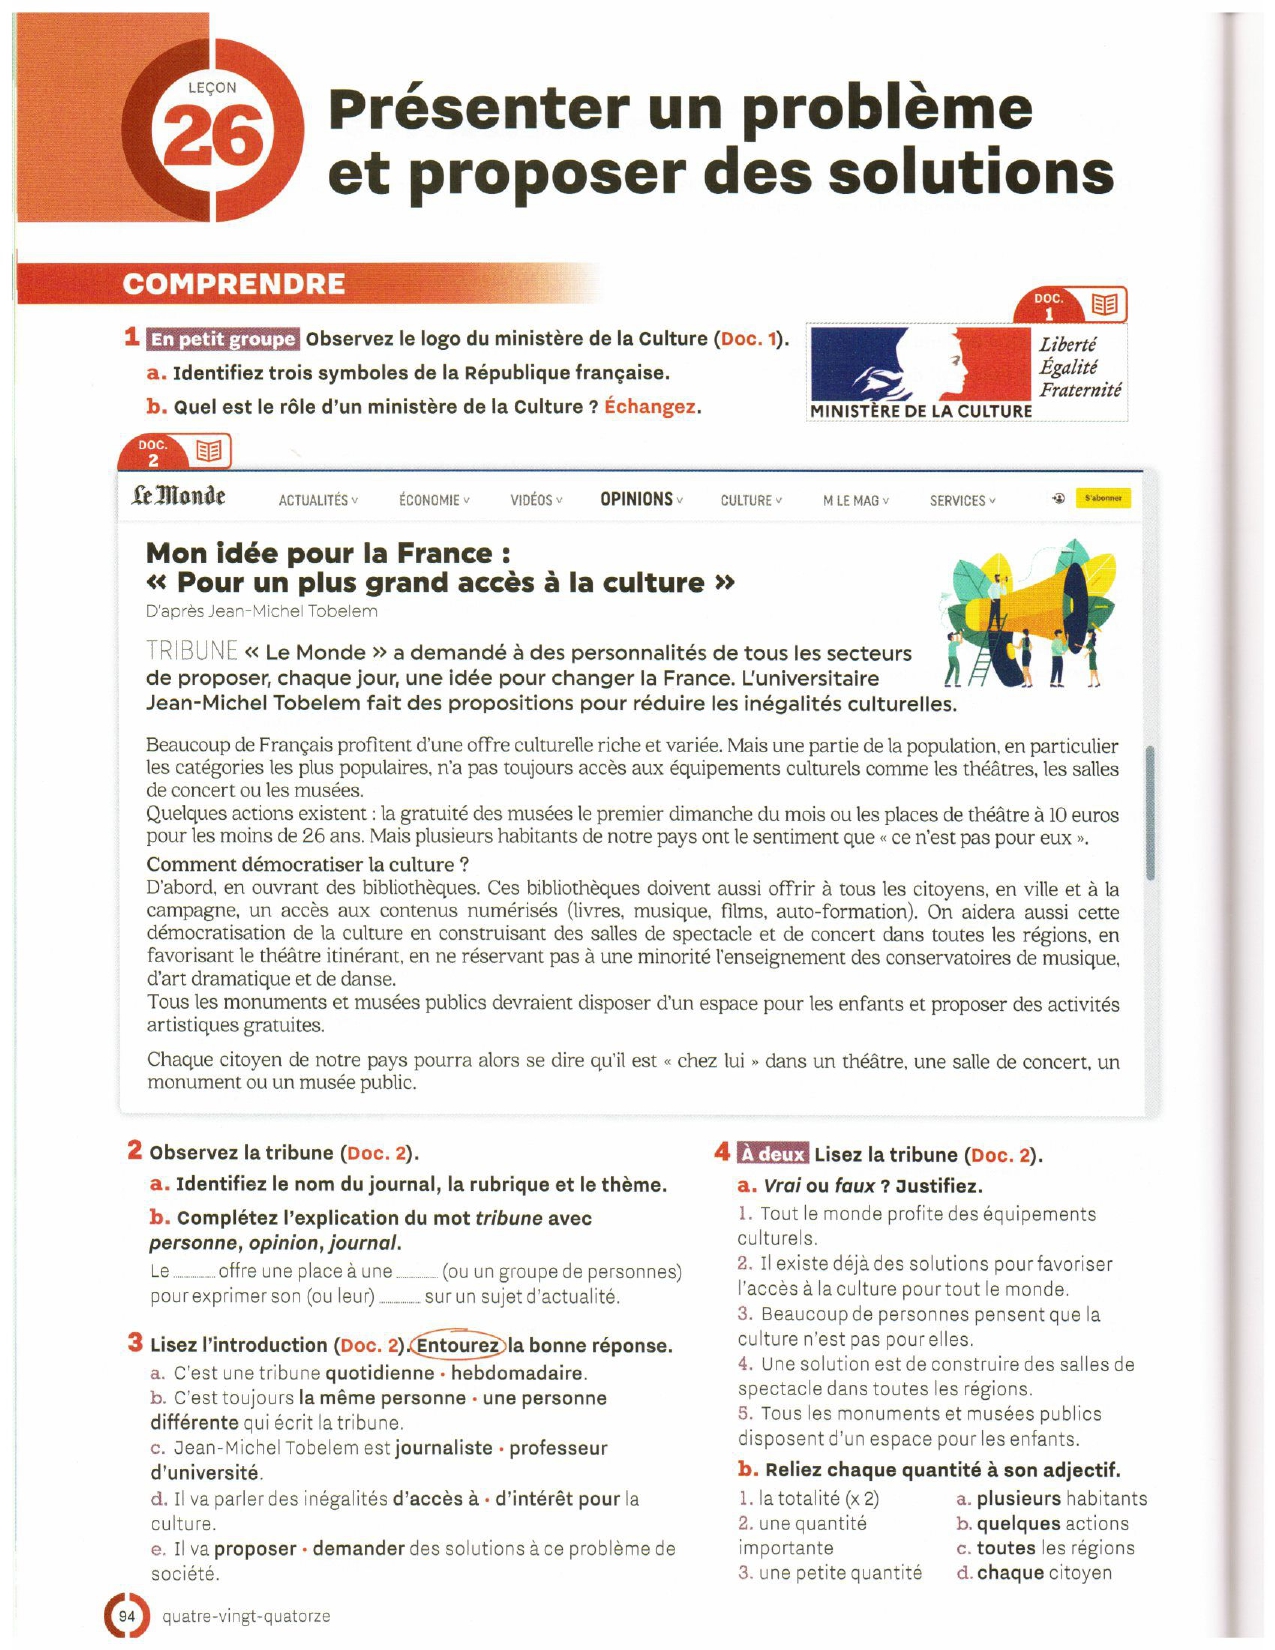 LEÇON
26
Présenter un problème
et proposer des solutions
COMPRENDRE
1 En petit groupe Observez le logo du ministère de la Culture (Doc. 1).
a. Identifiez trois symboles de la République française.
b. Quel est le rôle d'un ministère de la Culture ? Échangez.
DOC.
1
Liberté
Égalité
Fraternité
MINISTÈRE DE LA CULTURE
DOC.
2
Le Monde ACTUALITÉS ÉCONOMIE VIDÉOS OPINIONS CULTURE M LE MAG SERVICES S'abonner
Mon idée pour la France :
« Pour un plus grand accès à la culture »
D'après Jean-Michel Tobelem
TRIBUNE « Le Monde » a demandé à des personnalités de tous les secteurs
de proposer, chaque jour, une idée pour changer la France. L'universitaire
Jean-Michel Tobelem fait des propositions pour réduire les inégalités culturelles.
Beaucoup de Français profitent d'une offre culturelle riche et variée. Mais une partie de la population, en particulier
les catégories les plus populaires, n'a pas toujours accès aux équipements culturels comme les théâtres, les salles
de concert ou les musées.
Quelques actions existent : la gratuité des musées le premier dimanche du mois ou les places de théâtre à 10 euros
pour les moins de 26 ans. Mais plusieurs habitants de notre pays ont le sentiment que « ce n'est pas pour eux ».
Comment démocratiser la culture ?
D'abord, en ouvrant des bibliothèques. Ces bibliothèques doivent aussi offrir à tous les citoyens, en ville et à la
campagne, un accès aux contenus numérisés (livres, musique, films, auto-formation). On aidera aussi cette
démocratisation de la culture en construisant des salles de spectacle et de concert dans toutes les régions, en
favorisant le théâtre itinérant, en ne réservant pas à une minorité l'enseignement des conservatoires de musique,
d'art dramatique et de danse.
Tous les monuments et musées publics devraient disposer d'un espace pour les enfants et proposer des activités
artistiques gratuites.
Chaque citoyen de notre pays pourra alors se dire qu'il est « chez lui » dans un théâtre, une salle de concert, un
monument ou un musée public.
2 Observez la tribune (Doc. 2).
a. Identifiez le nom du journal, la rubrique et le thème.
b. Complétez l'explication du mot tribune avec
personne, opinion, journal.
Le ............ offre une place à une ............ (ou un groupe de personnes)
pour exprimer son (ou leur) ............ sur un sujet d'actualité.
3 Lisez l'introduction (Doc. 2). Entourez la bonne réponse.
a. C'est une tribune quotidienne • hebdomadaire.
b. C'est toujours la même personne • une personne
différente qui écrit la tribune.
c. Jean-Michel Tobelem est journaliste • professeur
d'université.
d. Il va parler des inégalités d'accès à • d'intérêt pour la
culture.
e. Il va proposer • demander des solutions à ce problème de
société.
4 À deux Lisez la tribune (Doc. 2).
a. Vrai ou faux ? Justifiez.
1. Tout le monde profite des équipements
culturels.
2. Il existe déjà des solutions pour favoriser
l'accès à la culture pour tout le monde.
3. Beaucoup de personnes pensent que la
culture n'est pas pour elles.
4. Une solution est de construire des salles de
spectacle dans toutes les régions.
5. Tous les monuments et musées publics
disposent d'un espace pour les enfants.
b. Reliez chaque quantité à son adjectif.
1. la totalité (x 2)
2. une quantité
importante
3. une petite quantité
a. plusieurs habitants
b. quelques actions
c. toutes les régions
d. chaque citoyen
94 quatre-vingt-quatorze